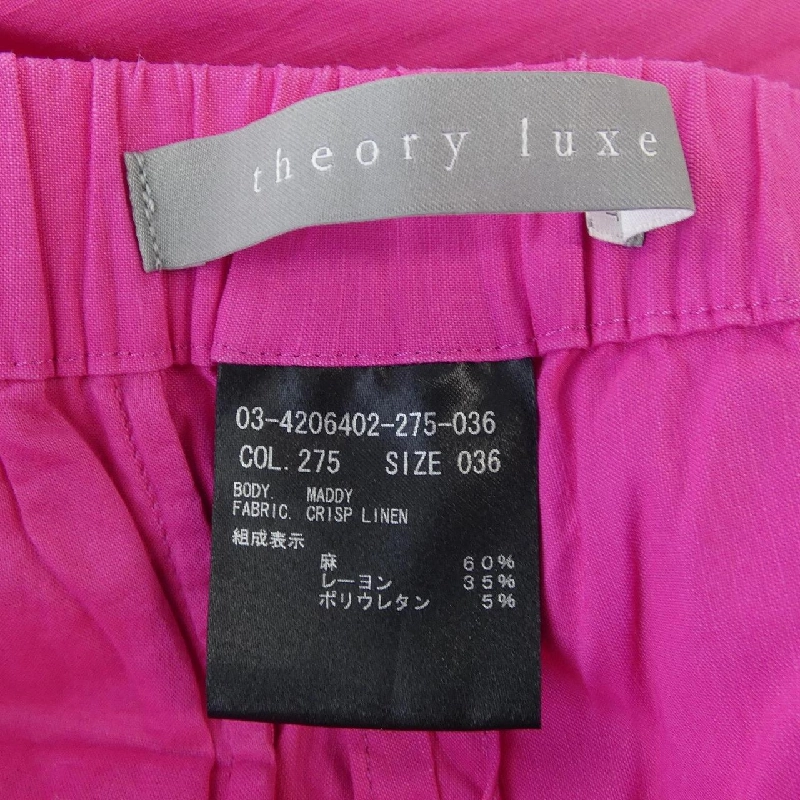 theory luxe
03-4206402-275-036
COL. 275 SIZE 036
BODY. MADDY
FABRIC. CRISP LINEN
組成表示
麻 60%
レーヨン 35%
ポリウレタン 5%